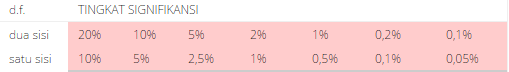 d.f. TINGKAT SIGNIFIKANSI
dua sisi 20% 10% 5% 2% 1% 0,2% 0,1%
satu sisi 10% 5% 2,5% 1% 0,5% 0,1% 0,05%